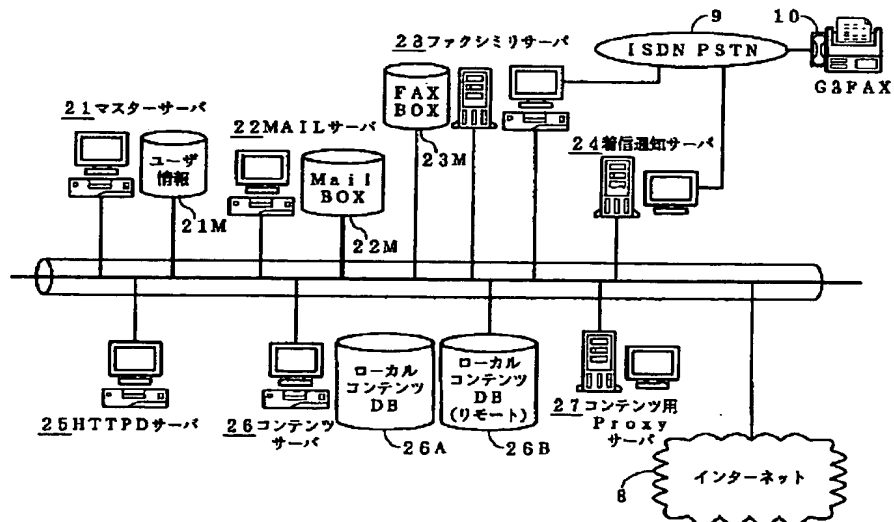 9
10
ISDN PSTN
G3FAX
23ファクシミリサーバ
FAX
BOX
23M
21マスターサーバ
ユーザ
情報
21M
22MAILサーバ
Mail
BOX
22M
24着信通知サーバ
25HTTPDサーバ
26コンテンツ
サーバ
ローカル
コンテンツ
DB
26A
ローカル
コンテンツ
DB
(リモート)
26B
27コンテンツ用
Proxy
サーバ
インターネット
8